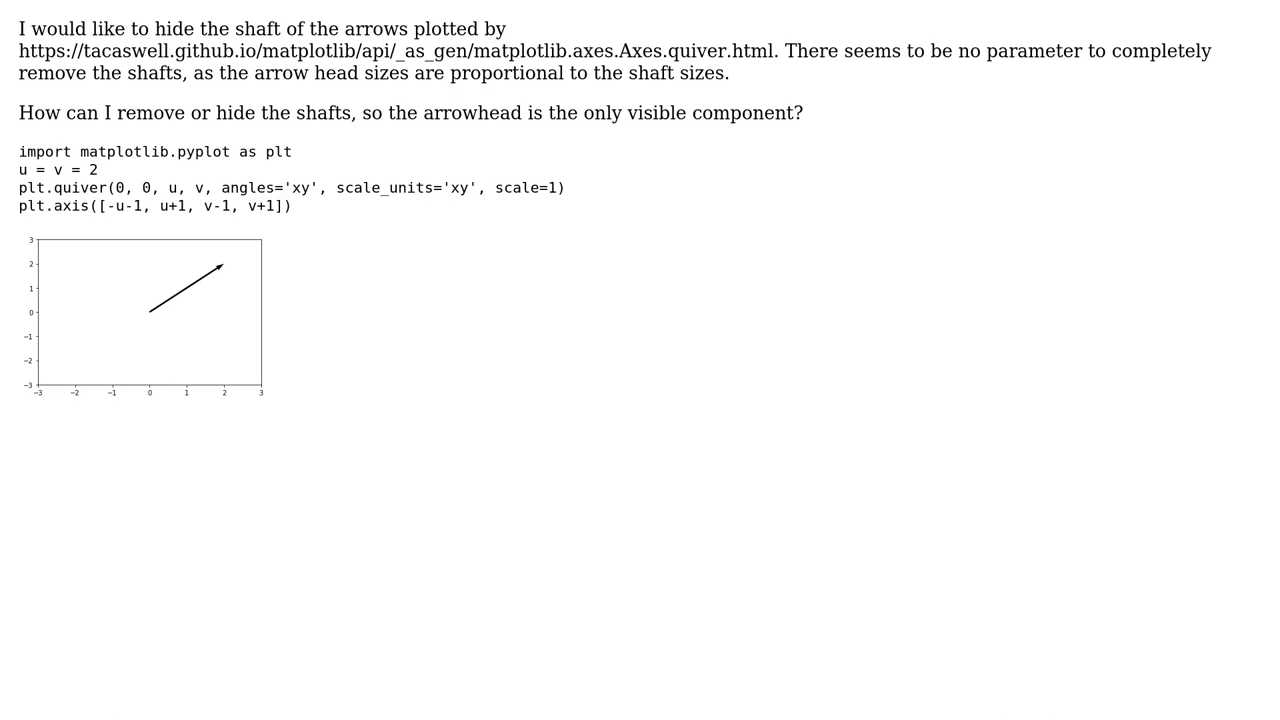 I would like to hide the shaft of the arrows plotted by
https://tacaswell.github.io/matplotlib/api/_as_gen/matplotlib.axes.Axes.quiver.html. There seems to be no parameter to completely
remove the shafts, as the arrow head sizes are proportional to the shaft sizes.
How can I remove or hide the shafts, so the arrowhead is the only visible component?
import matplotlib.pyplot as plt
u = v = 2
plt.quiver(0, 0, u, v, angles='xy', scale_units='xy', scale=1)
plt.axis([-u-1, u+1, v-1, v+1])
3
2
1
0
−1
−2
−3
−3 −2 −1 0 1 2 3